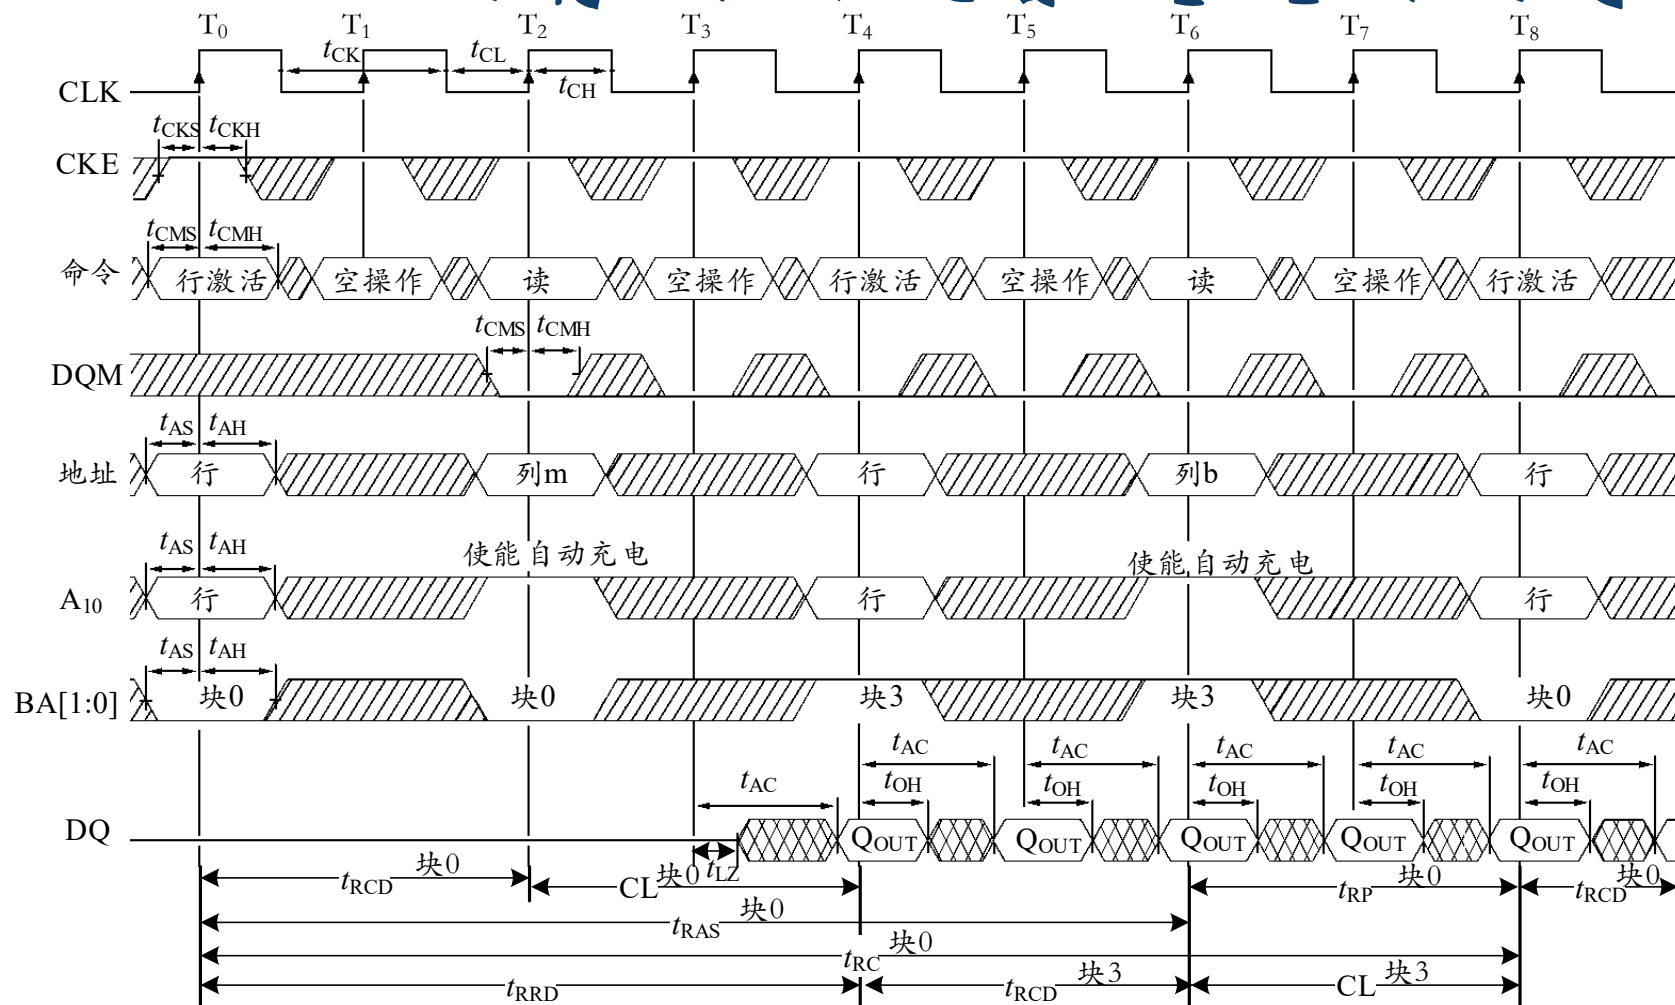 T0 T1 T2 T3 T4 T5 T6 T7 T8
tCK tCL
CLK tCH
tCKS tCKH
CKE
tCMS tCMH
命令 行激活 空操作 读 空操作 行激活 空操作 读 空操作 行激活
tCMS tCMH
DQM
tAS tAH
地址 行 列m 行 列b 行
tAS tAH 使能自动充电 使能自动充电
A10 行 行 行
tAS tAH
BA[1:0] 块0 块0 块3 块3 块0
tAC tAC tAC tAC tAC
tAC tOH tOH tOH tOH tOH
DQ QOUT QOUT QOUT QOUT QOUT
tLZ
tRCD 块0 CL 块0 tRP 块0 tRCD 块0
tRAS 块0
tRC 块0
tRRD tRCD 块3 CL 块3